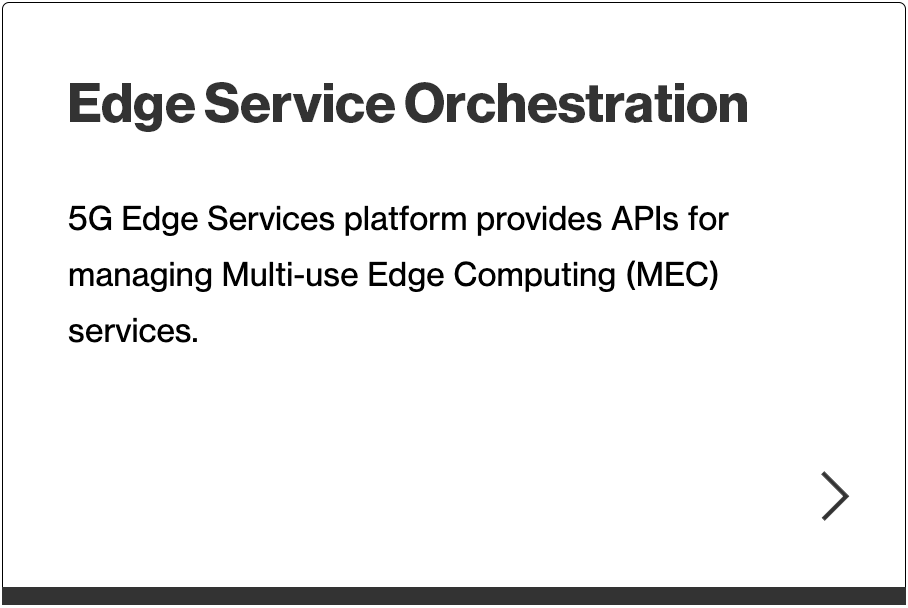 Edge Service Orchestration
5G Edge Services platform provides APIs for
managing Multi-use Edge Computing (MEC)
services.